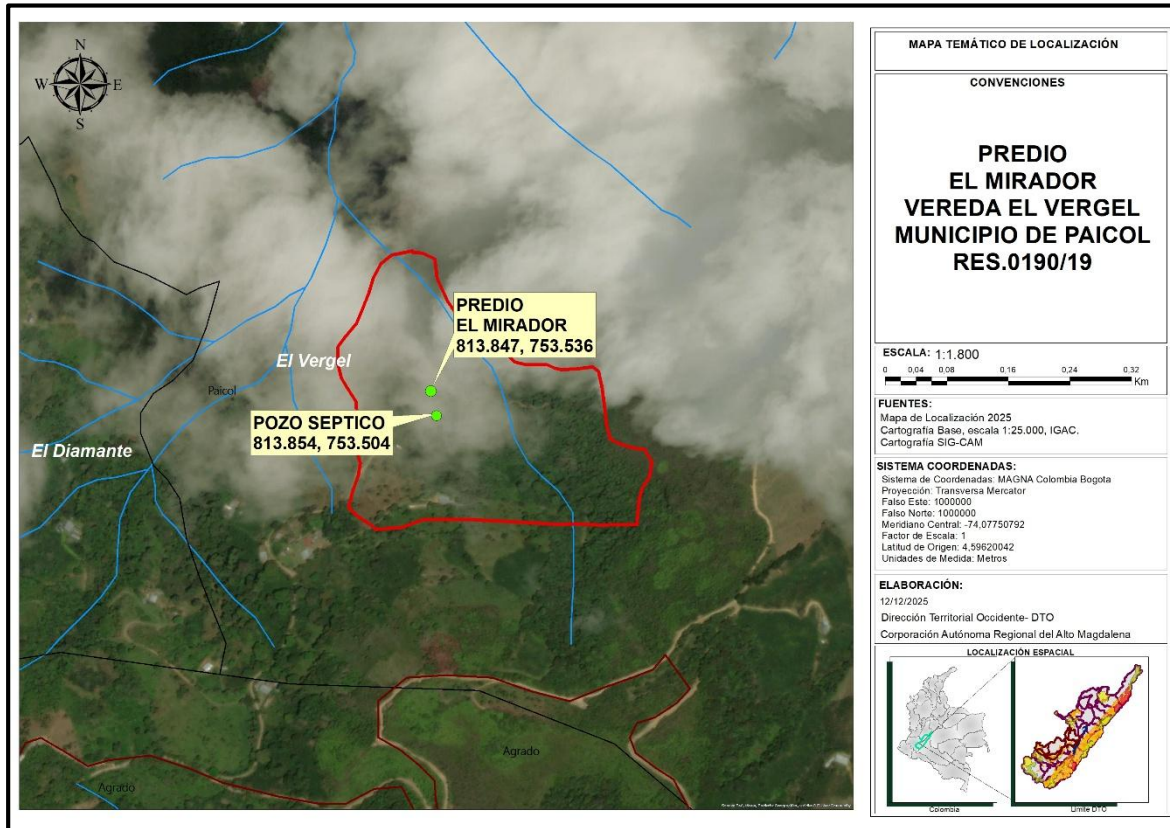 N
W E
S
PREDIO
EL MIRADOR
813.847, 753.536
El Vergel
Paicol
POZO SEPTICO
813.854, 753.504
El Diamante
Agrado
Agrado
MAPA TEMÁTICO DE LOCALIZACIÓN
CONVENCIONES
PREDIO
EL MIRADOR
VEREDA EL VERGEL
MUNICIPIO DE PAICOL
RES.0190/19
ESCALA: 1:1.800
0 0,04 0,08 0,16 0,24 0,32
Km
FUENTES:
Mapa de Localización 2025
Cartografía Base, escala 1:25.000, IGAC.
Cartografía SIG-CAM
SISTEMA COORDENADAS:
Sistema de Coordenadas: MAGNA Colombia Bogota
Proyección: Transversa Mercator
Falso Este: 1000000
Falso Norte: 1000000
Meridiano Central: -74,07750792
Factor de Escala: 1
Latitud de Origen: 4,59620042
Unidades de Medida: Metros
ELABORACIÓN:
12/12/2025
Dirección Territorial Occidente- DTO
Corporación Autónoma Regional del Alto Magdalena
LOCALIZACIÓN ESPACIAL
Colombia
Limite DTO